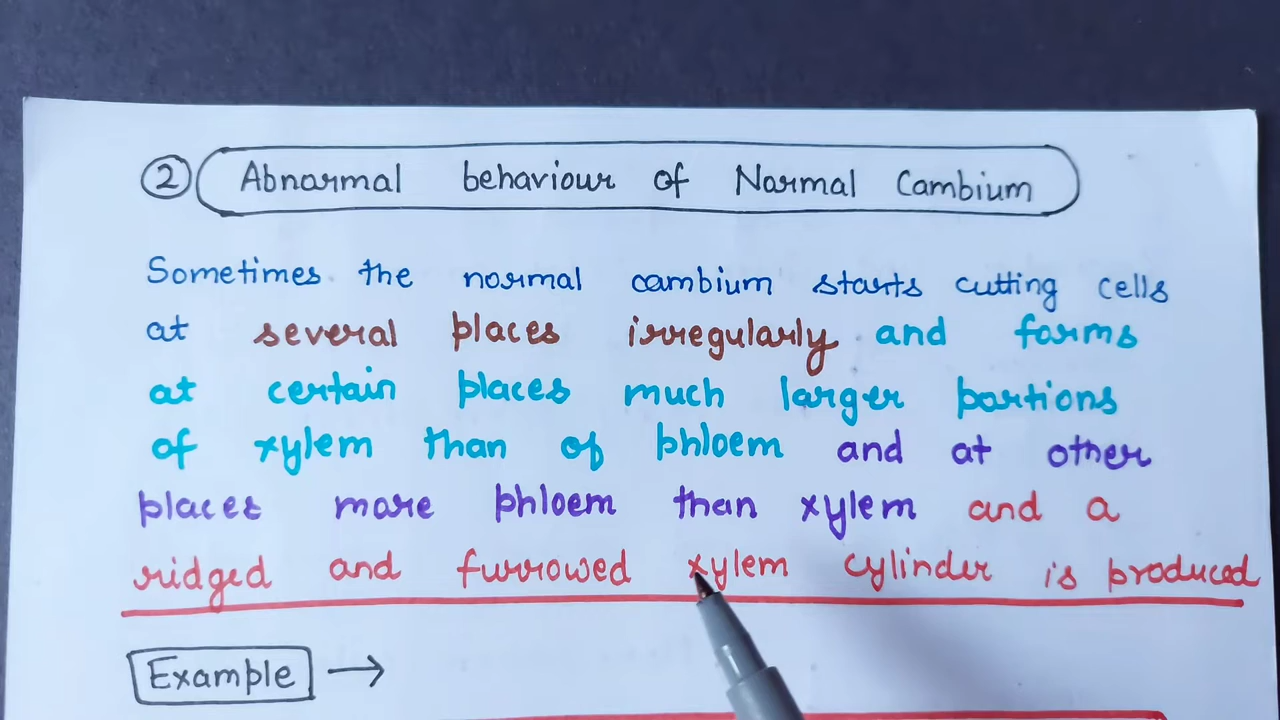 ② Abnormal behaviour of Normal Cambium
Sometimes the normal cambium starts cutting cells
at several places irregularly and forms
at certain places much larger portions
of xylem than of phloem and at other
places more phloem than xylem and a
ridged and furrowed xylem cylinder is produced
Example →